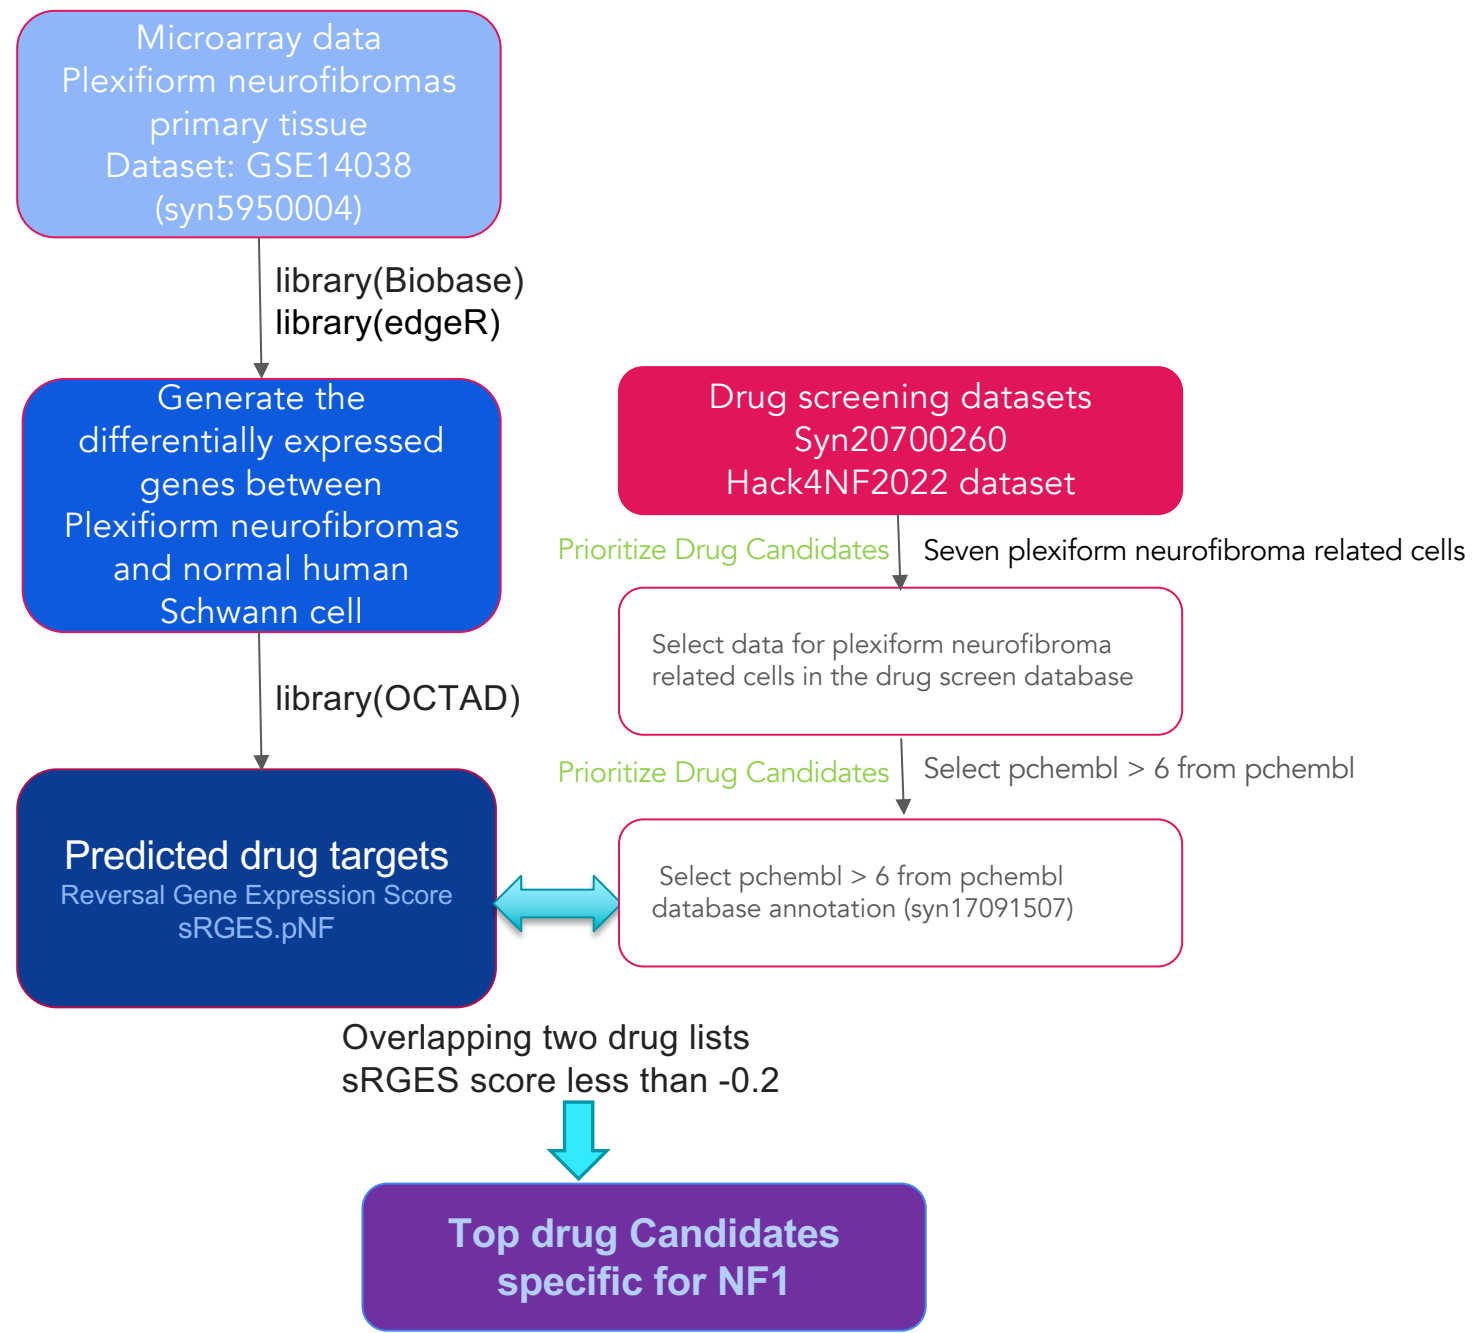 Microarray data
Plexifiorm neurofibromas
primary tissue
Dataset: GSE14038
(syn5950004)
library(Biobase)
library(edgeR)
Generate the
differentially expressed
genes between
Plexifiorm neurofibromas
and normal human
Schwann cell
library(OCTAD)
Predicted drug targets
Reversal Gene Expression Score
sRGES.pNF
Drug screening datasets
Syn20700260
Hack4NF2022 dataset
Prioritize Drug Candidates
Seven plexiform neurofibroma related cells
Select data for plexiform neurofibroma
related cells in the drug screen database
Prioritize Drug Candidates
Select pchembl > 6 from pchembl
Select pchembl > 6 from pchembl
database annotation (syn17091507)
Overlapping two drug lists
sRGES score less than -0.2
Top drug Candidates
specific for NF1